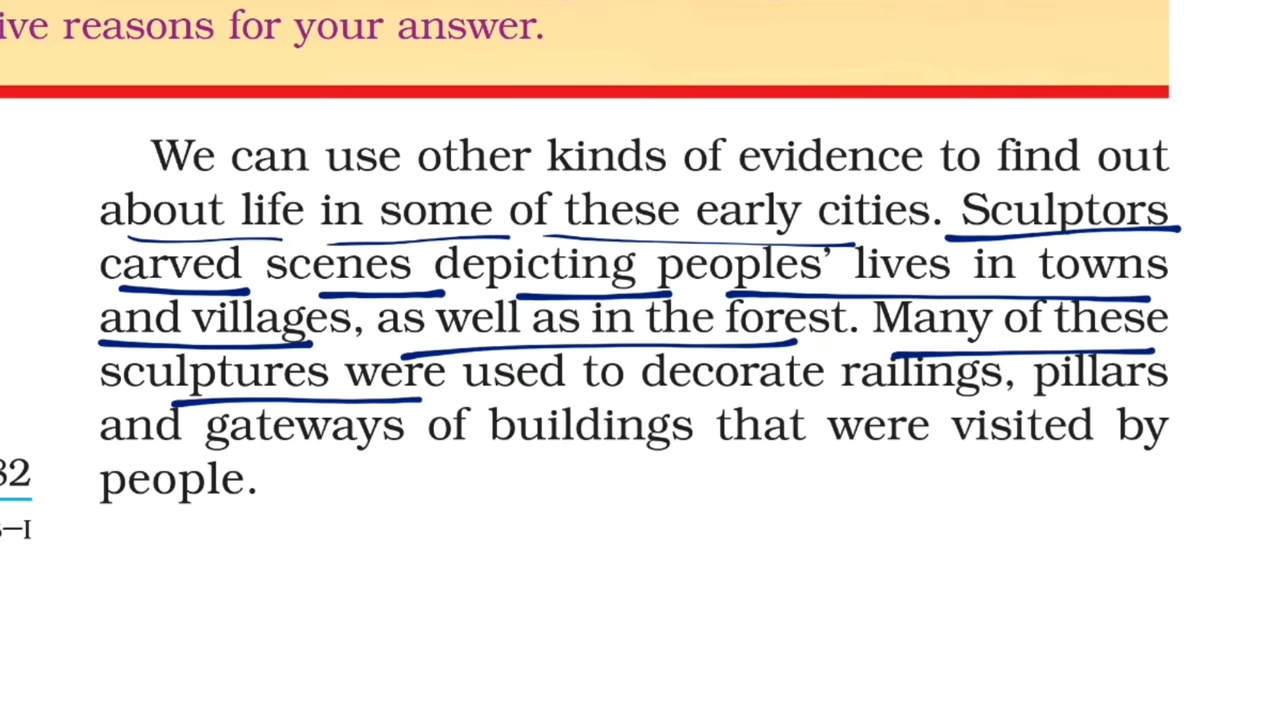 ive reasons for your answer.
We can use other kinds of evidence to find out
about life in some of these early cities. Sculptors
carved scenes depicting peoples’ lives in towns
and villages, as well as in the forest. Many of these
sculptures were used to decorate railings, pillars
and gateways of buildings that were visited by
people.
32
s—I